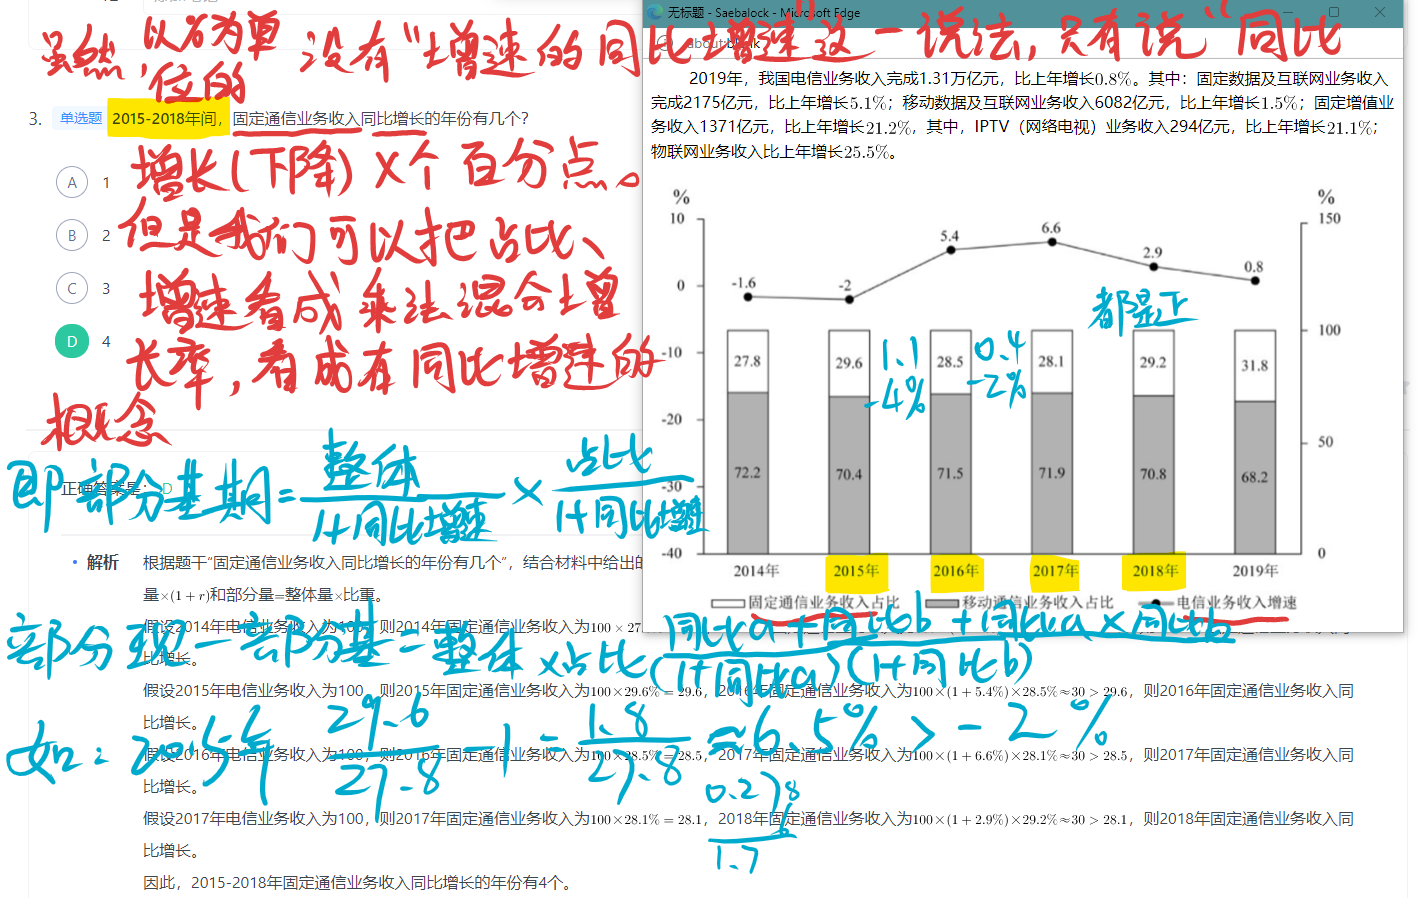 无标题 - Saebalock - Microsoft Edge
about:blank
虽然,以%为单位的没有"增速的同比增速"这一说法,只有说"同比
增长(下降)X个百分点。
但是我们可以把占比、
增速看成乘法混合增
长率,看成有同比增速的
概念
3. 单选题 2015-2018年间,固定通信业务收入同比增长的年份有几个?
A 1
B 2
C 3
D 4
正确答案是: D
即部分基期=整体/1+同比增速×占比/1+同比增速
2019年,我国电信业务收入完成1.31万亿元,比上年增长0.8%。其中:固定数据及互联网业务收入
完成2175亿元,比上年增长5.1%;移动数据及互联网业务收入6082亿元,比上年增长1.5%;固定增值业
务收入1371亿元,比上年增长21.2%,其中,IPTV(网络电视)业务收入294亿元,比上年增长21.1%;
物联网业务收入比上年增长25.5%。
% %
10 0 -10 -20 -30 -40
150 100 50 0
-1.6 -2 5.4 6.6 2.9 0.8
都是正
27.8 29.6 28.5 28.1 29.2 31.8
1.1 0.4
-4% -2%
72.2 70.4 71.5 71.9 70.8 68.2
2014年 2015年 2016年 2017年 2018年 2019年
固定通信业务收入占比 移动通信业务收入占比 电信业务收入增速
解析 根据题干"固定通信业务收入同比增长的年份有几个",结合材料中给出的
量×(1+r)和部分量=整体量×比重。
假设2014年电信业务收入为100,则2014年固定通信业务收入为100×27
比增长。
部分现-部分基=整体×占比(同比a+同比b+同比a×同比b/(1+同比a)(1+同比b)
假设2015年电信业务收入为100,则2015年固定通信业务收入为100×29.6%=29.6,2016年固定通信业务收入为100×(1+5.4%)×28.5%≈30>29.6,则2016年固定通信业务收入同
比增长。
如:2015年 29.6/27.8-1=1.8/27.8≈6.5%>-2%
假设2016年电信业务收入为100,则2016年固定通信业务收入为100×28.5%=28.5,2017年固定通信业务收入为100×(1+6.6%)×28.1%≈30>28.5,则2017年固定通信业务收入同
比增长。
0.278
6
1.7
假设2017年电信业务收入为100,则2017年固定通信业务收入为100×28.1%=28.1,2018年固定通信业务收入为100×(1+2.9%)×29.2%≈30>28.1,则2018年固定通信业务收入同
比增长。
因此,2015-2018年固定通信业务收入同比增长的年份有4个。